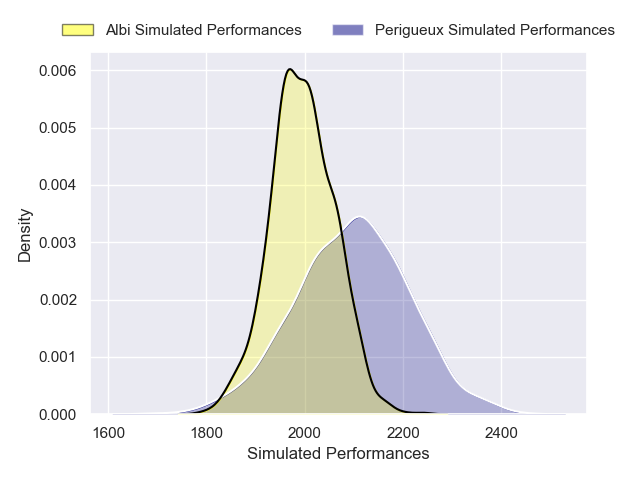 Albi Simulated Performances Perigueux Simulated Performances
0.006
0.005
0.004
0.003
0.002
0.001
0.000
Density
1600 1800 2000 2200 2400
Simulated Performances